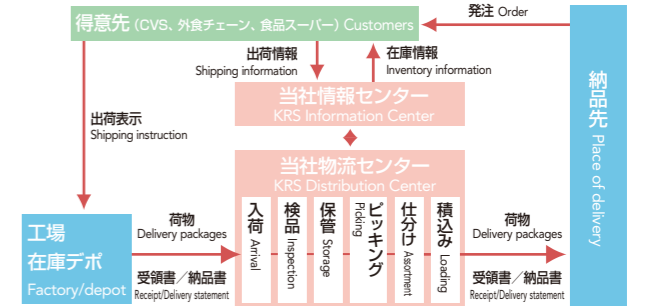 得意先 (CVS、外食チェーン、食品スーパー) Customers
発注 Order
出荷情報
Shipping information
在庫情報
Inventory information
当社情報センター
KRS Information Center
出荷表示
Shipping instruction
当社物流センター
KRS Distribution Center
納品先 Place of delivery
工場
在庫デポ
Factory/depot
荷物
Delivery packages
受領書／納品書
Receipt/Delivery statement
入荷 Arrival
検品 Inspection
保管 Storage
ピッキング
Picking
仕分け Assortment
積込み Loading
荷物
Delivery packages
受領書／納品書
Receipt/Delivery statement